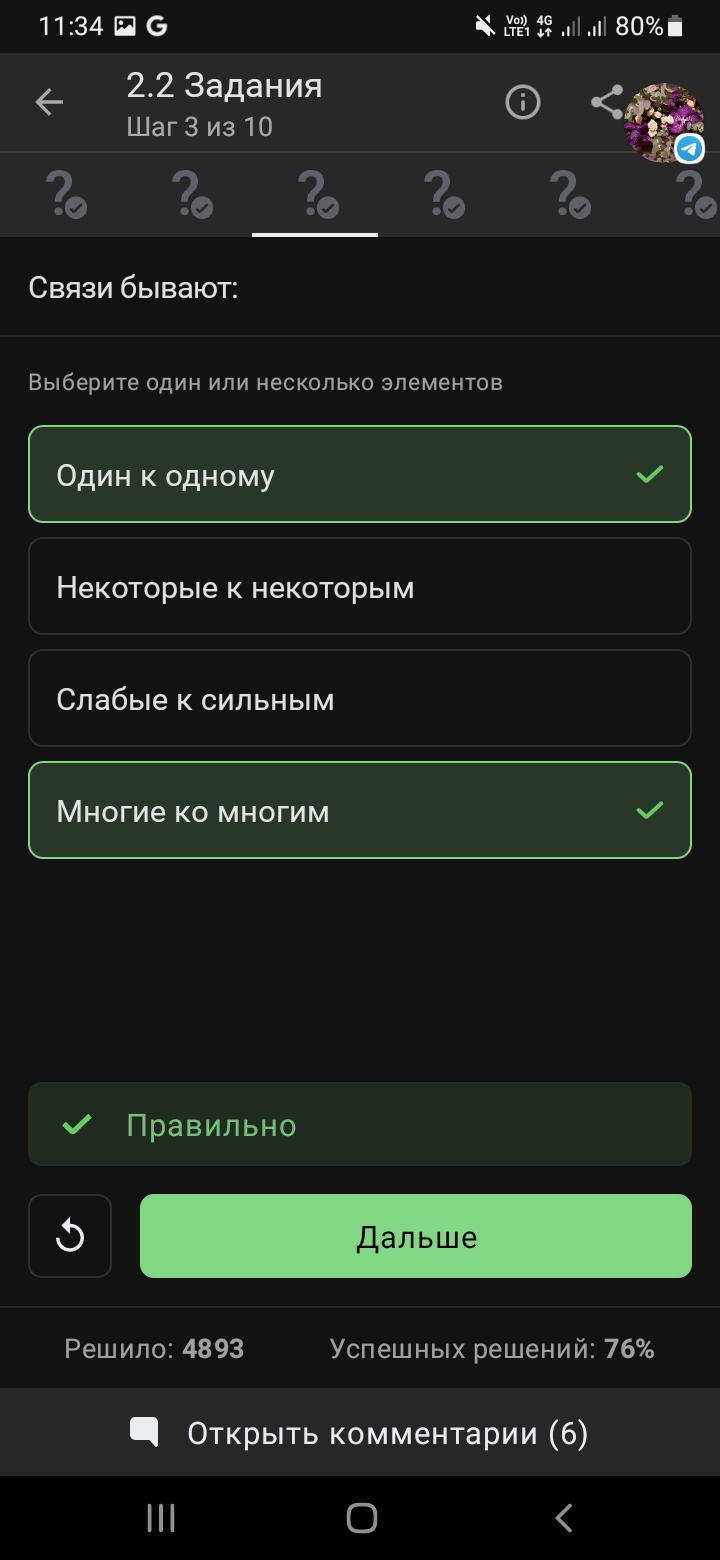 11:34 G Vo)) LTE1 4G 80%
2.2 Задания
Шаг 3 из 10
Связи бывают:
Выберите один или несколько элементов
Один к одному
Некоторые к некоторым
Слабые к сильным
Многие ко многим
Правильно
Дальше
Решило: 4893 Успешных решений: 76%
Открыть комментарии (6)